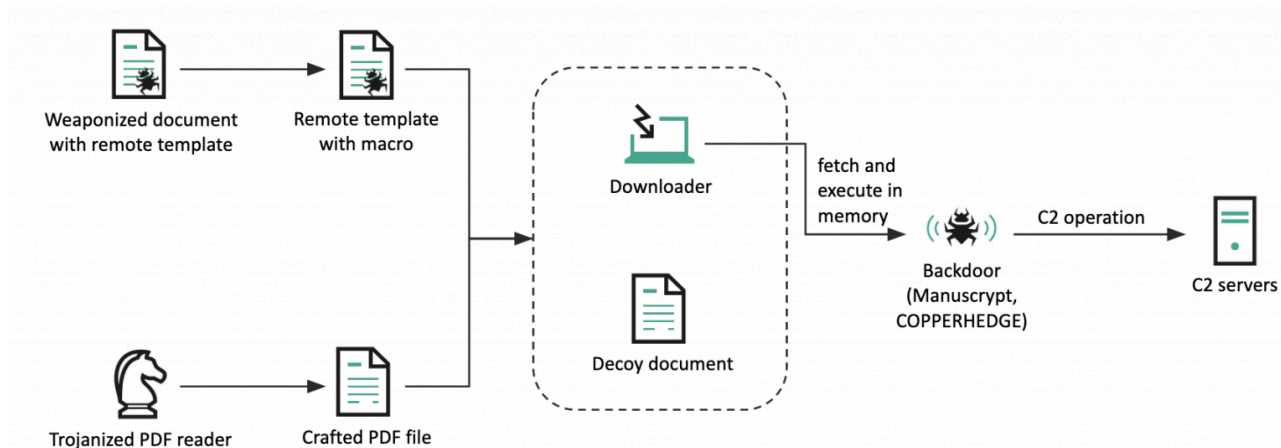 Weaponized document
with remote template
Remote template
with macro
Downloader
fetch and
execute in
memory
Backdoor
(Manuscrypt,
COPPERHEDGE)
C2 operation
C2 servers
Decoy document
Trojanized PDF reader
Crafted PDF file